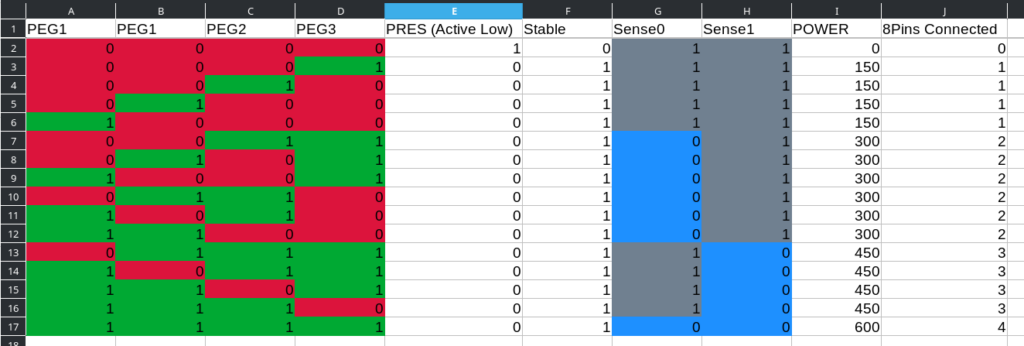 A B C D E F G H I J
1 PEG1 PEG1 PEG2 PEG3 PRES (Active Low) Stable Sense0 Sense1 POWER 8Pins Connected
2 0 0 0 0 1 0 1 1 0 0
3 0 0 0 1 0 1 1 1 150 1
4 0 0 1 0 0 1 1 1 150 1
5 0 1 0 0 0 1 1 1 150 1
6 1 0 0 0 0 1 1 1 150 1
7 0 0 1 1 0 1 0 1 300 2
8 0 1 0 1 0 1 0 1 300 2
9 1 0 0 1 0 1 0 1 300 2
10 0 1 1 0 0 1 0 1 300 2
11 1 0 1 0 0 1 0 1 300 2
12 1 1 0 0 0 1 0 1 300 2
13 0 1 1 1 0 1 1 0 450 3
14 1 0 1 1 0 1 1 0 450 3
15 1 1 0 1 0 1 1 0 450 3
16 1 1 1 0 0 1 1 0 450 3
17 1 1 1 1 0 1 0 0 600 4
18